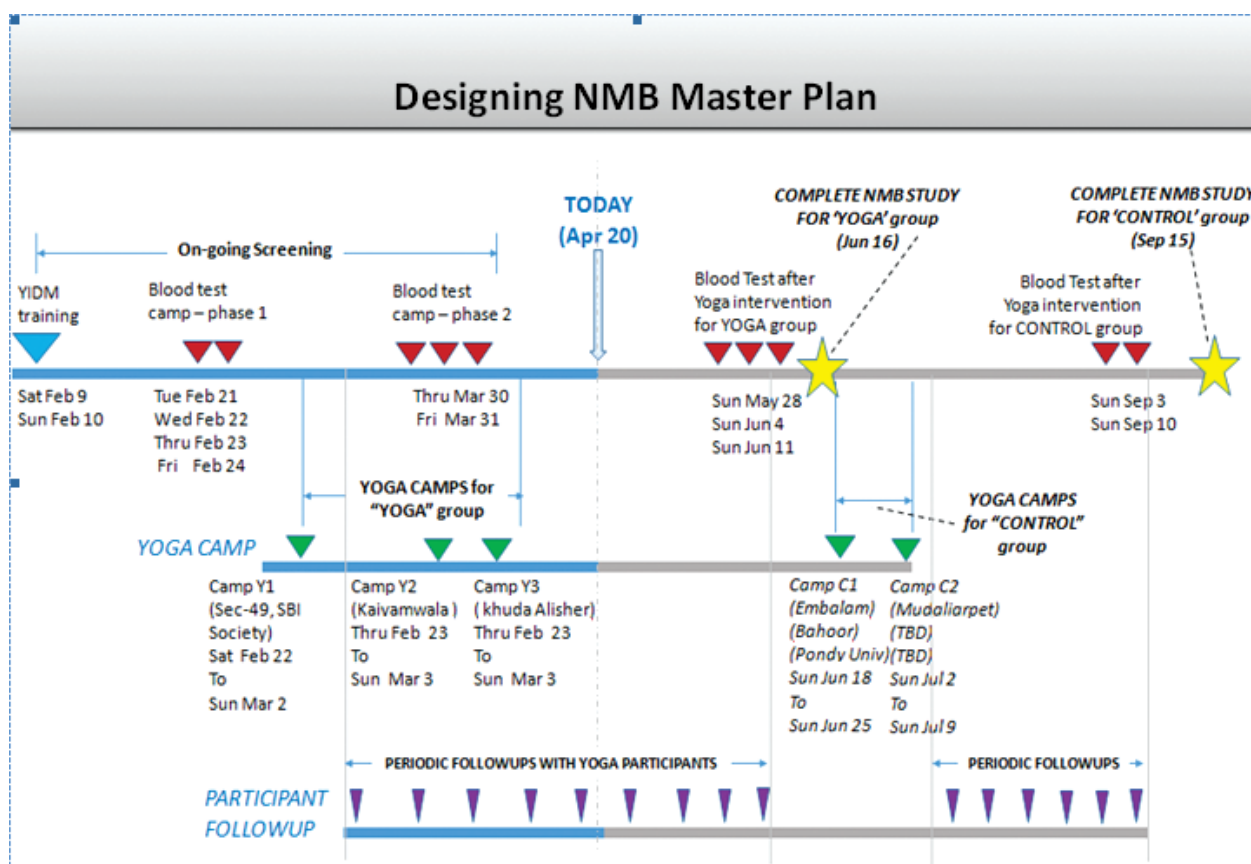 Designing NMB Master Plan
COMPLETE NMB STUDY
FOR 'YOGA' group
(Jun 16)
COMPLETE NMB STUDY
FOR 'CONTROL' group
(Sep 15)
TODAY
(Apr 20)
On-going Screening
YIDM
training
Blood test
camp – phase 1
Blood test
camp – phase 2
Blood Test after
Yoga intervention
for YOGA group
Blood Test after
Yoga intervention
for CONTROL group
Sat Feb 9
Sun Feb 10
Tue Feb 21
Wed Feb 22
Thru Feb 23
Fri Feb 24
Thru Mar 30
Fri Mar 31
Sun May 28
Sun Jun 4
Sun Jun 11
Sun Sep 3
Sun Sep 10
YOGA CAMPS for
“YOGA” group
YOGA CAMPS
for “CONTROL”
group
YOGA CAMP
Camp Y1
(Sec-49, SBI
Society)
Sat Feb 22
To
Sun Mar 2
Camp Y2
(Kaivamwala )
Thru Feb 23
To
Sun Mar 3
Camp Y3
( khuda Alisher)
Thru Feb 23
To
Sun Mar 3
Camp C1
(Embalam)
(Bahoor)
(Pondy Univ)
Sun Jun 18
To
Sun Jun 25
Camp C2
(Mudaliarpet)
(TBD)
(TBD)
Sun Jul 2
To
Sun Jul 9
PERIODIC FOLLOWUPS WITH YOGA PARTICIPANTS
PERIODIC FOLLOWUPS
PARTICIPANT
FOLLOWUP